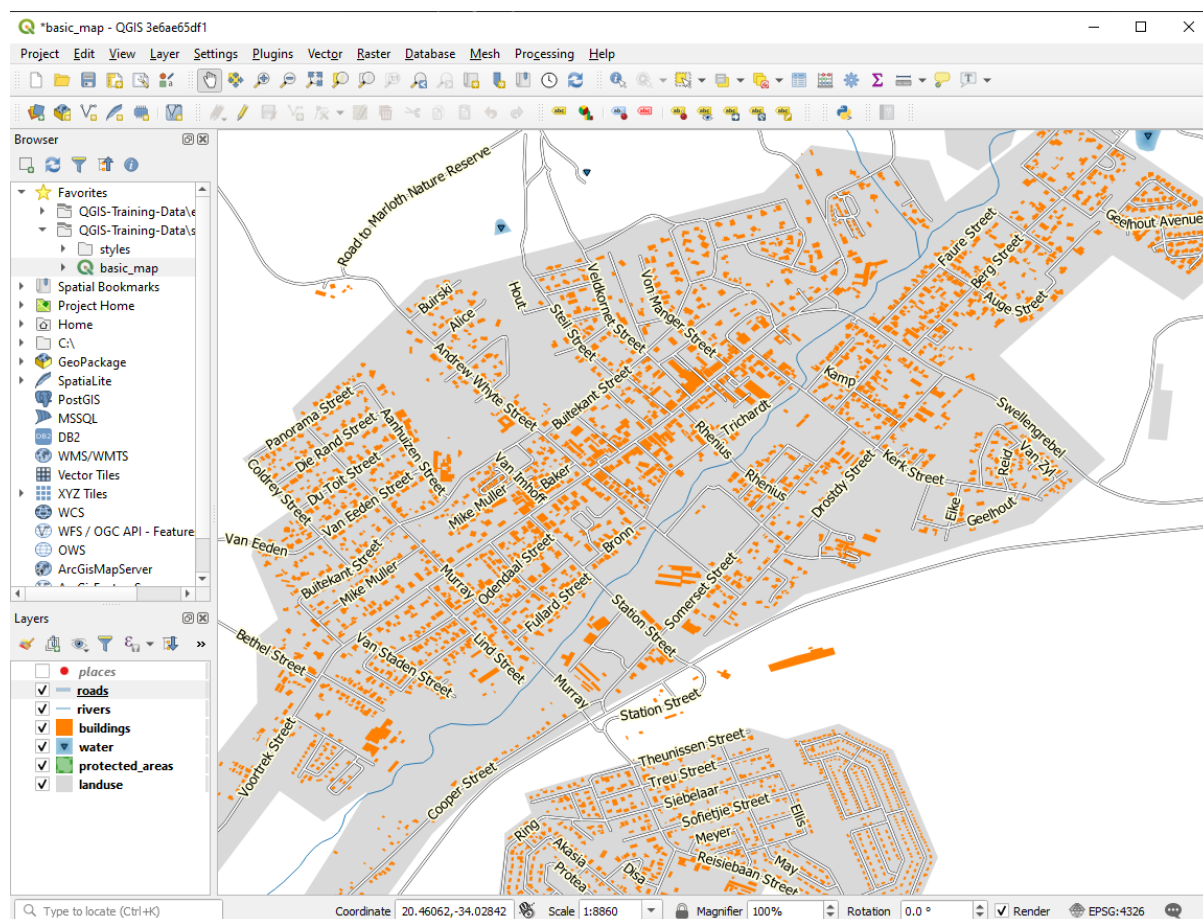 *basic_map - QGIS 3e6ae65df1
Project Edit View Layer Settings Plugins Vector Raster Database Mesh Processing Help
Browser
Favorites
QGIS-Training-Data\e
QGIS-Training-Data\s
styles
basic_map
Spatial Bookmarks
Project Home
Home
C:\
GeoPackage
SpatiaLite
PostGIS
MSSQL
DB2
WMS/WMTS
Vector Tiles
XYZ Tiles
WCS
WFS / OGC API - Feature
OWS
ArcGisMapServer
Layers
places
roads
rivers
buildings
water
protected_areas
landuse
Road to Marloth Nature Reserve
Geelhout Avenue
Faure Street
Berg Street
Auge Street
Buirski
Alice
Hout
Steil Street
Veldkornet Street
Von Manger Street
Andrew Whyte Street
Buitekant Street
Kamp
Trichardt
Rhenius
Swellengrebel
Panorama Street
Die Rand Street
Aanhuizen Street
Coldrey Street
Du-Toit Street
Van Eeden Street
Van Imhoff
Baker
Mike Muller
Rhenius
Drostdy Street
Kerk Street
Reid
Van Zyl
Eike
Geelhout
Van Eeden
Buitekant Street
Mike Muller
Murray
Odendaal Street
Bronn
Fullard Street
Station Street
Somerset Street
Bethel Street
Van Staden Street
Lind Street
Murray
Station Street
Voortrek Street
Cooper Street
Theunissen Street
Treu Street
Siebelaar
Sofietjie Street
Ellis
Meyer
Ring
Akasia
Protea
Disa
Reisiebaan Street
May
Type to locate (Ctrl+K)
Coordinate 20.46062,-34.02842 Scale 1:8860 Magnifier 100% Rotation 0.0 ° Render EPSG:4326